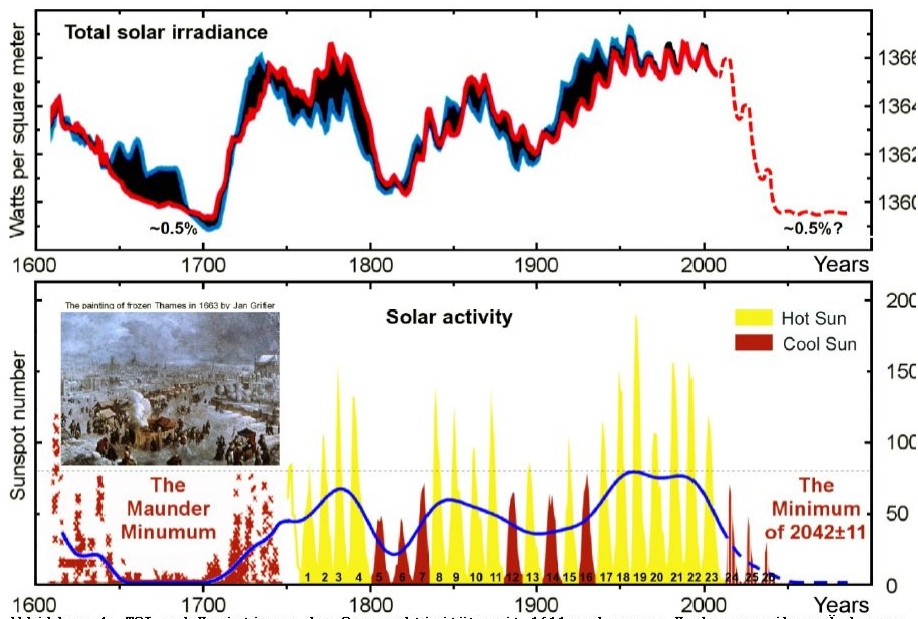 Total solar irradiance
Watts per square meter
1366
1364
1362
1360
~0.5%
~0.5%?
1600 1700 1800 1900 2000 Years
The painting of frozen Thames in 1663 by Jan Grifier
Solar activity
Hot Sun
Cool Sun
Sunspot number
200
150
100
50
0
The
Maunder
Minumum
The
Minimum
of 2042±11
1 2 3 4 5 6 7 8 9 10 11 12 13 14 15 16 17 18 19 20 21 22 23 24 25 26
1600 1700 1800 1900 2000 Years